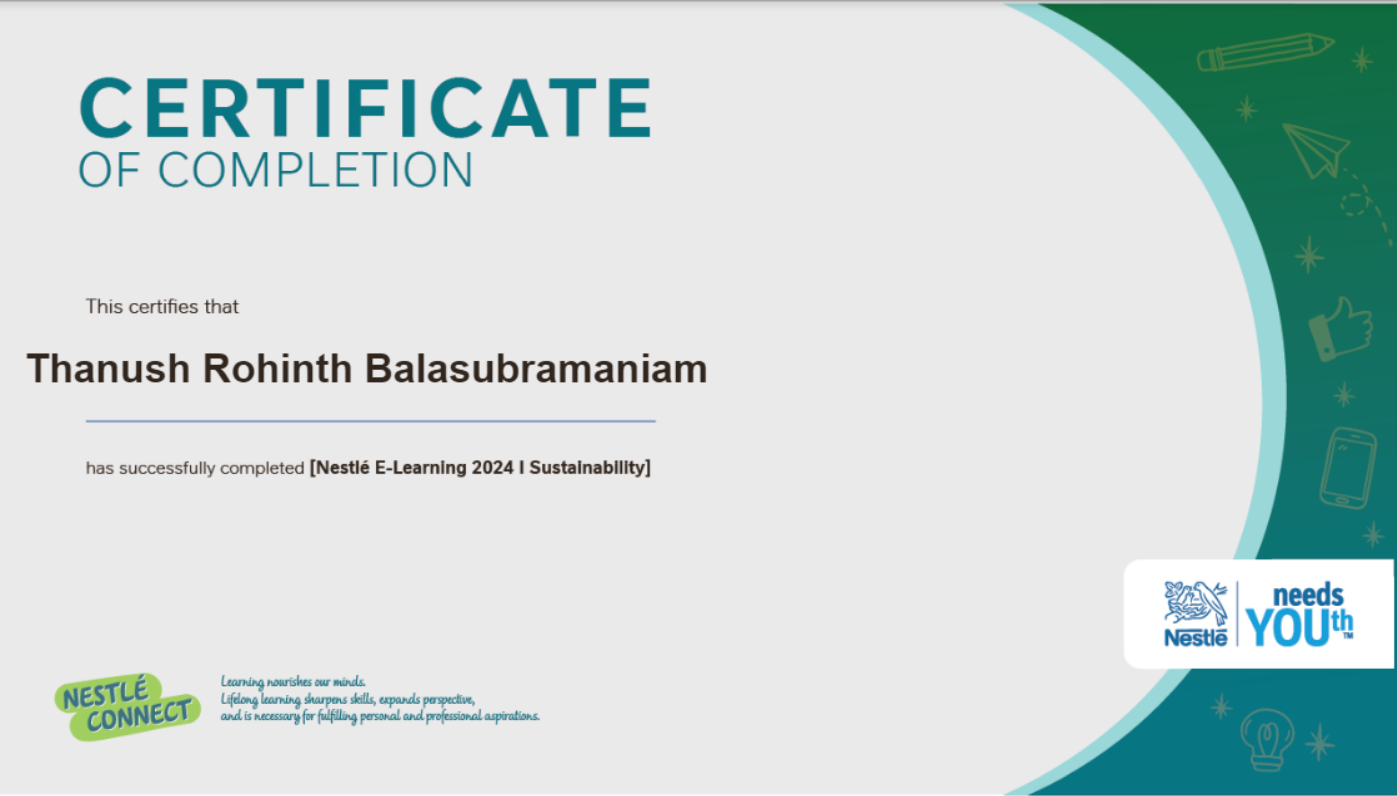 CERTIFICATE
OF COMPLETION
This certifies that
Thanush Rohinth Balasubramaniam
has successfully completed [Nestlé E-Learning 2024 I Sustainability]
Nestlé
needs
YOUth™
NESTLÉ
CONNECT
Learning nourishes our minds.
Lifelong learning sharpens skills, expands perspective,
and is necessary for fulfilling personal and professional aspirations.